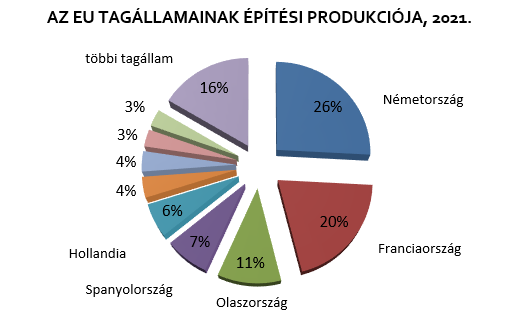 AZ EU TAGÁLLAMAINAK ÉPÍTÉSI PRODUKCIÓJA, 2021.
többi tagállam
16%
26%
Németország
3%
3%
4%
4%
6%
20%
Franciaország
7%
11%
Hollandia
Spanyolország
Olaszország